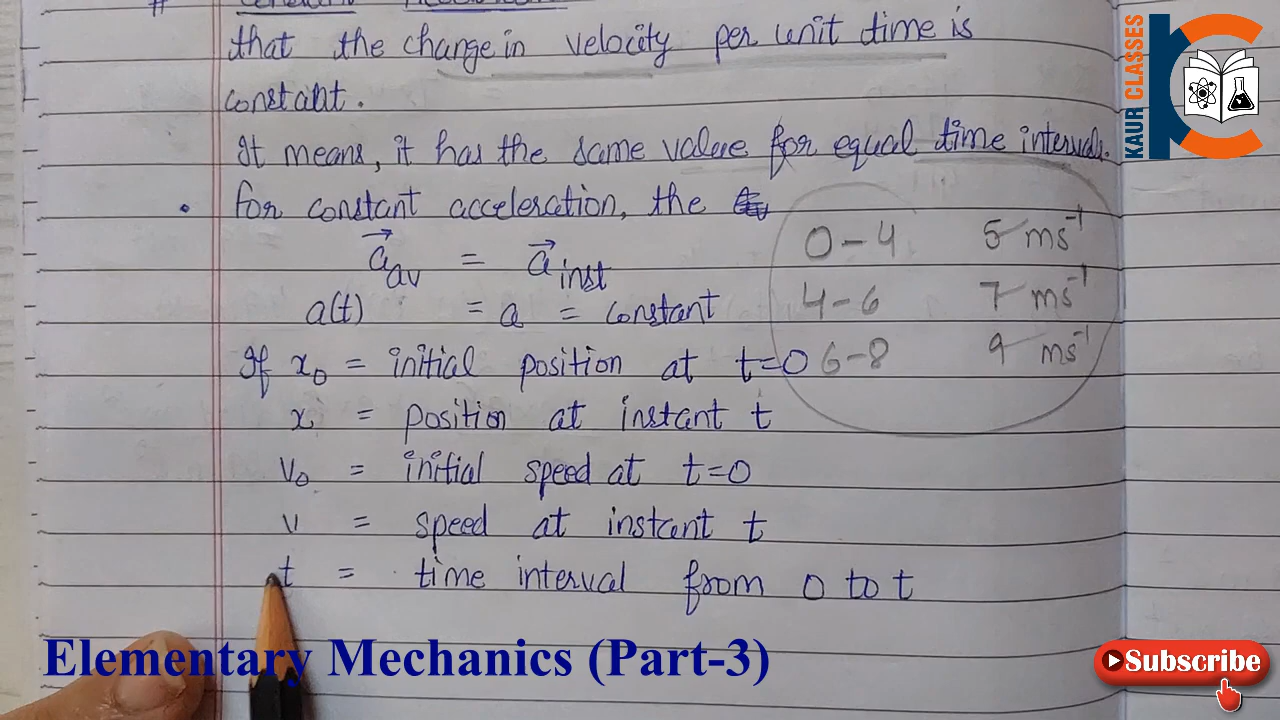 #
that the change in velocity per unit time is
constant.
It means, it has the same value for equal time intervals.
• For constant acceleration, the
a⃗ av = a⃗ inst
a(t) = a = constant
0-4 5 ms⁻¹
4-6 7 ms⁻¹
6-8 9 ms⁻¹
If x₀ = initial position at t=0
x = position at instant t
v₀ = initial speed at t=0
v = speed at instant t
t = time interval from 0 to t
Elementary Mechanics (Part-3)
KAUR CLASSES
Subscribe